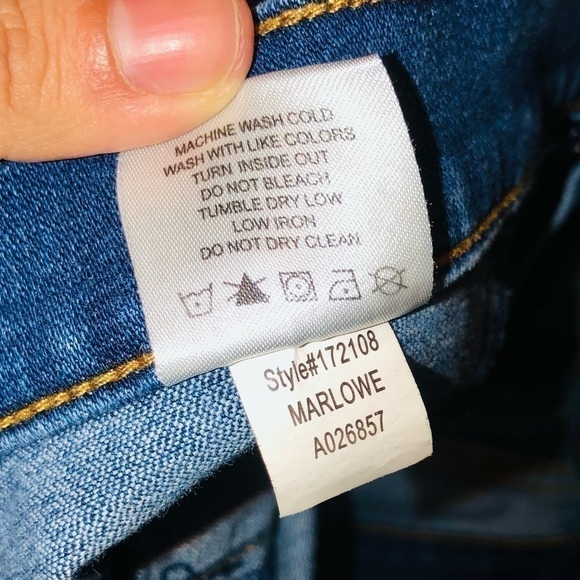 MACHINE WASH COLD
WASH WITH LIKE COLORS
TURN INSIDE OUT
DO NOT BLEACH
TUMBLE DRY LOW
LOW IRON
DO NOT DRY CLEAN
Style#172108
MARLOWE
A026857